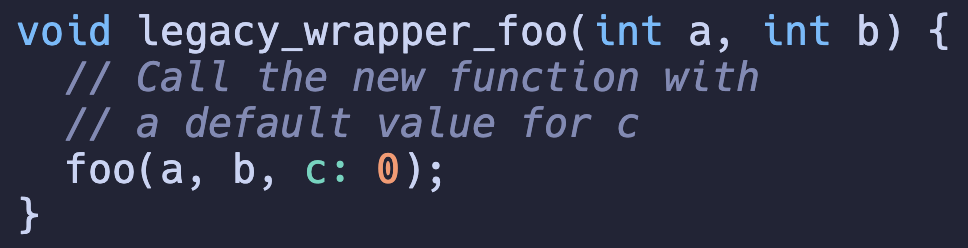 void legacy_wrapper_foo(int a, int b) {
  // Call the new function with
  // a default value for c
  foo(a, b, c: 0);
}